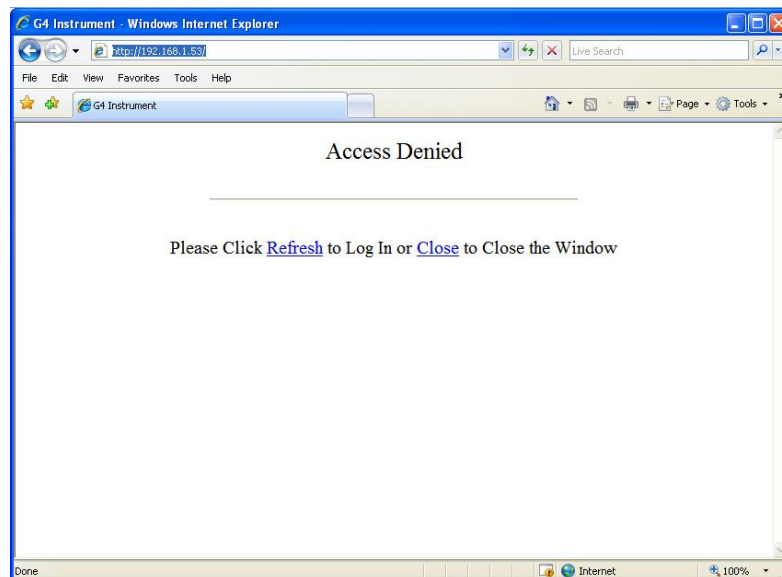 G4 Instrument - Windows Internet Explorer
http://192.168.1.53/
Live Search
File Edit View Favorites Tools Help
G4 Instrument
Page Tools
Access Denied
Please Click Refresh to Log In or Close to Close the Window
Done
Internet
100%